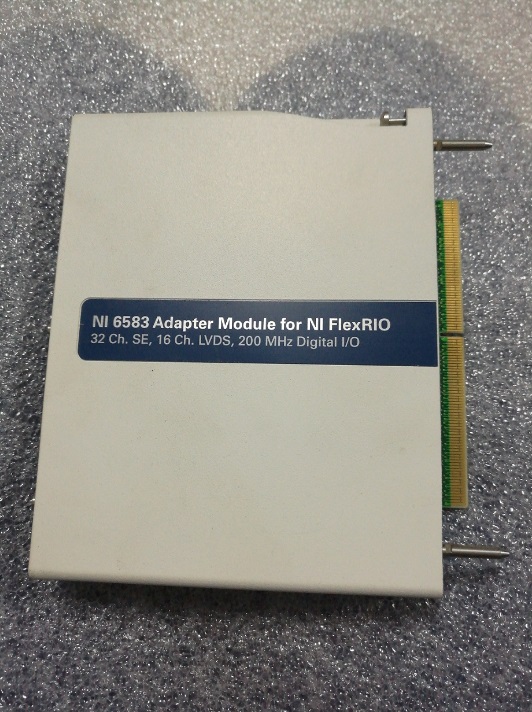 NI 6583 Adapter Module for NI FlexRIO
32 Ch. SE, 16 Ch. LVDS, 200 MHz Digital I/O